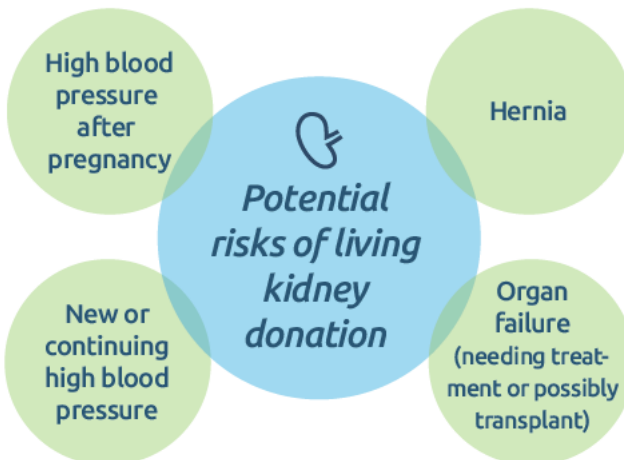 High blood
pressure
after
pregnancy
Hernia
Potential
risks of living
kidney
donation
New or
continuing
high blood
pressure
Organ
failure
(needing treat-
ment or possibly
transplant)